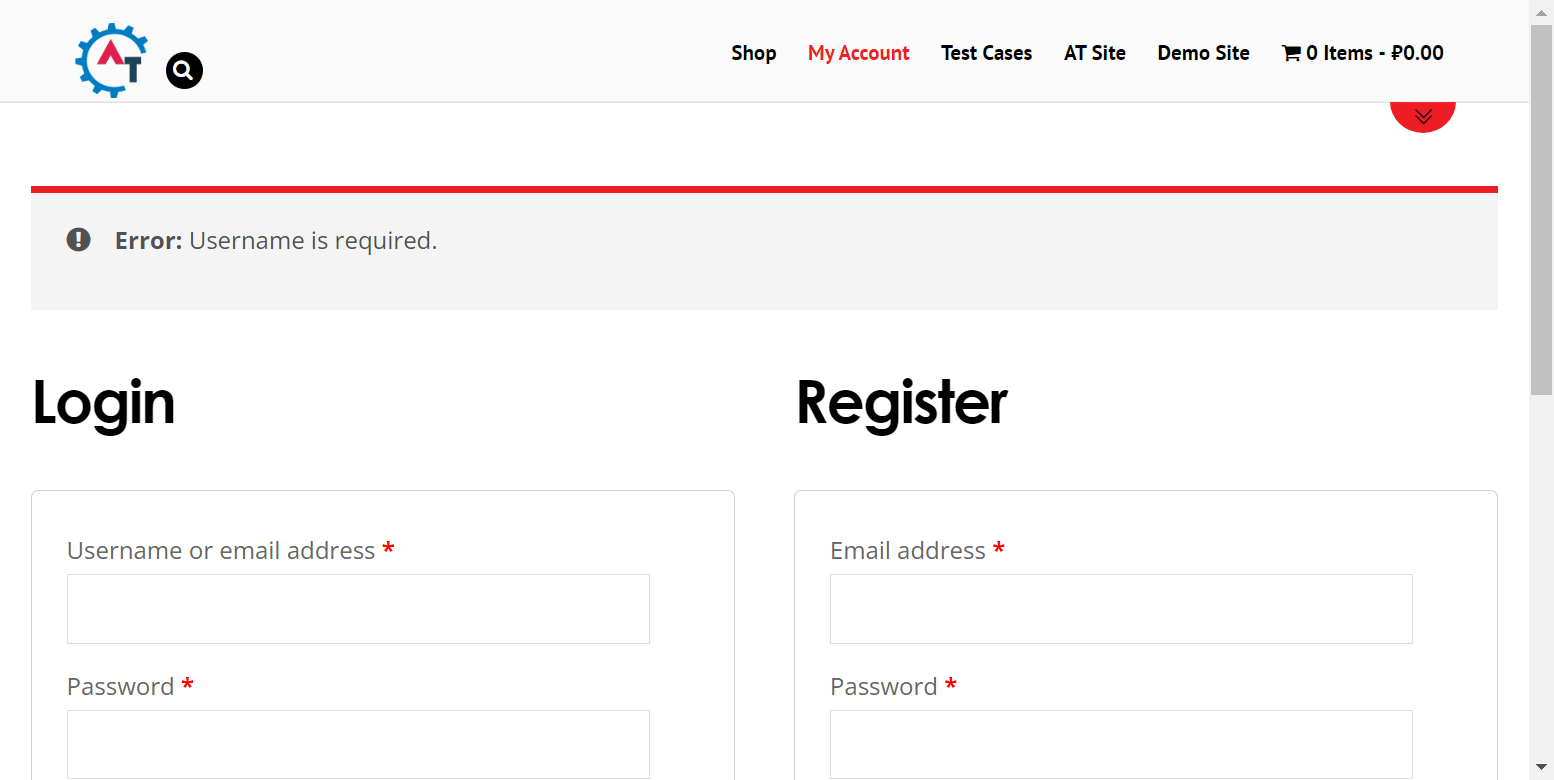 AT
Shop My Account Test Cases AT Site Demo Site 0 Items - ₽0.00
Error: Username is required.
Login
Register
Username or email address *
Password *
Email address *
Password *